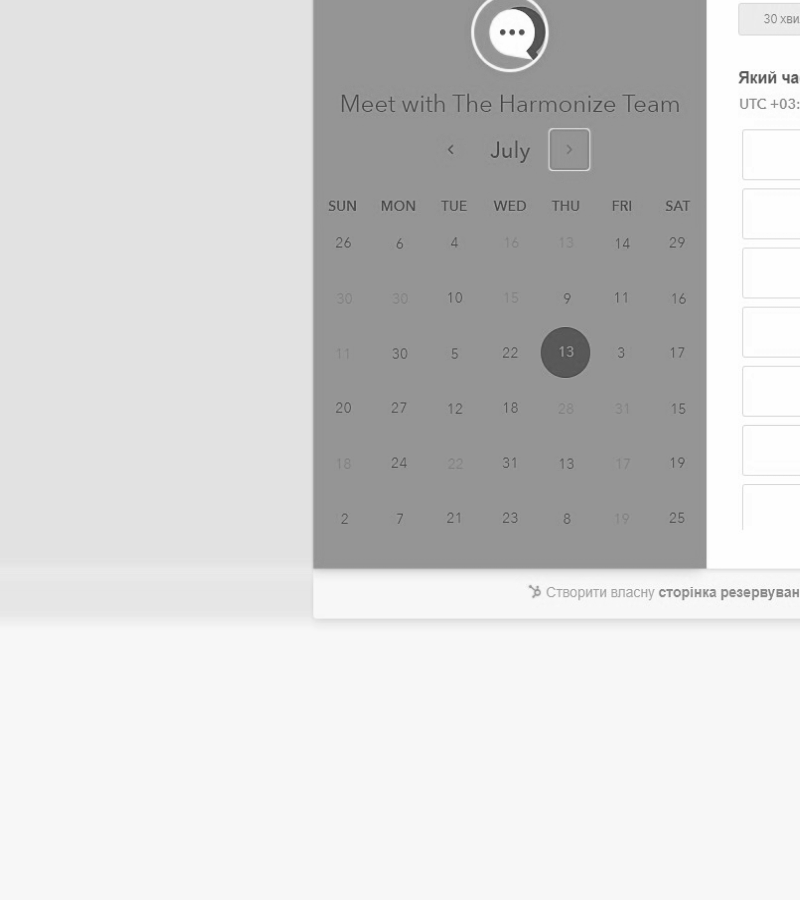 30 хви
Meet with The Harmonize Team
July
Який ча
UTC +03:
SUN MON TUE WED THU FRI SAT
26 6 4 16 13 14 29
30 30 10 15 9 11 16
11 30 5 22 13 3 17
20 27 12 18 28 31 15
18 24 22 31 13 17 19
2 7 21 23 8 19 25
Створити власну сторінка резервуван